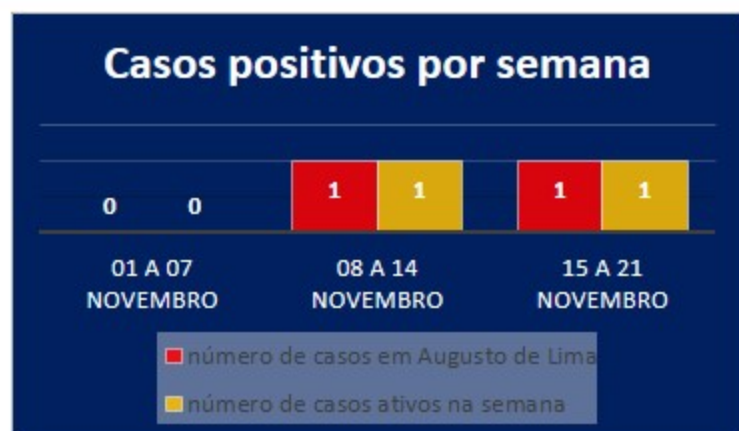 Casos positivos por semana
0 0 1 1 1 1
01 A 07 08 A 14 15 A 21
NOVEMBRO NOVEMBRO NOVEMBRO
número de casos em Augusto de Lima
número de casos ativos na semana